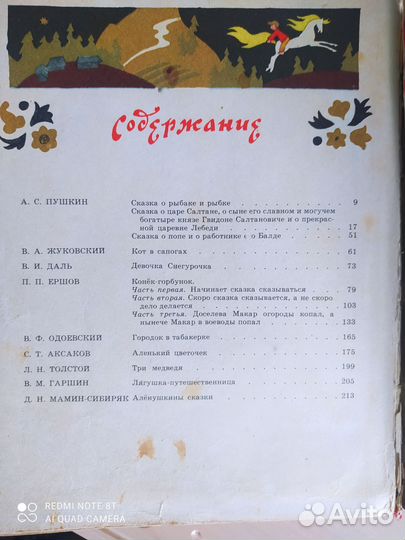 Содержание
А. С. ПУШКИН Сказка о рыбаке и рыбке . . . . . . . . . 9
Сказка о царе Салтане, о сыне его славном и могучем
богатыре князе Гвидоне Салтановиче и о прекрас-
ной царевне Лебеди . . . . . . . . . 17
Сказка о попе и о работнике его Балде . . . . . 51
В. А. ЖУКОВСКИЙ Кот в сапогах . . . . . . . . . 61
В. И. ДАЛЬ Девочка Снегурочка . . . . . . . . . 73
П. П. ЕРШОВ Конёк-горбунок.
Часть первая. Начинает сказка сказываться . . . 79
Часть вторая. Скоро сказка сказывается, а не скоро
дело делается . . . . . . . . . 103
Часть третья. Доселева Макар огороды копал, а
нынече Макар в воеводы попал . . . . . . 133
В. Ф. ОДОЕВСКИЙ Городок в табакерке . . . . . . . . . 165
С. Т. АКСАКОВ Аленький цветочек . . . . . . . . . 175
Л. Н. ТОЛСТОЙ Три медведя . . . . . . . . . 199
В. М. ГАРШИН Лягушка-путешественница . . . . . . . . 205
Д. Н. МАМИН-СИБИРЯК Алёнушкины сказки . . . . . . . . . 213
REDMI NOTE 8T
AI QUAD CAMERA
Avito